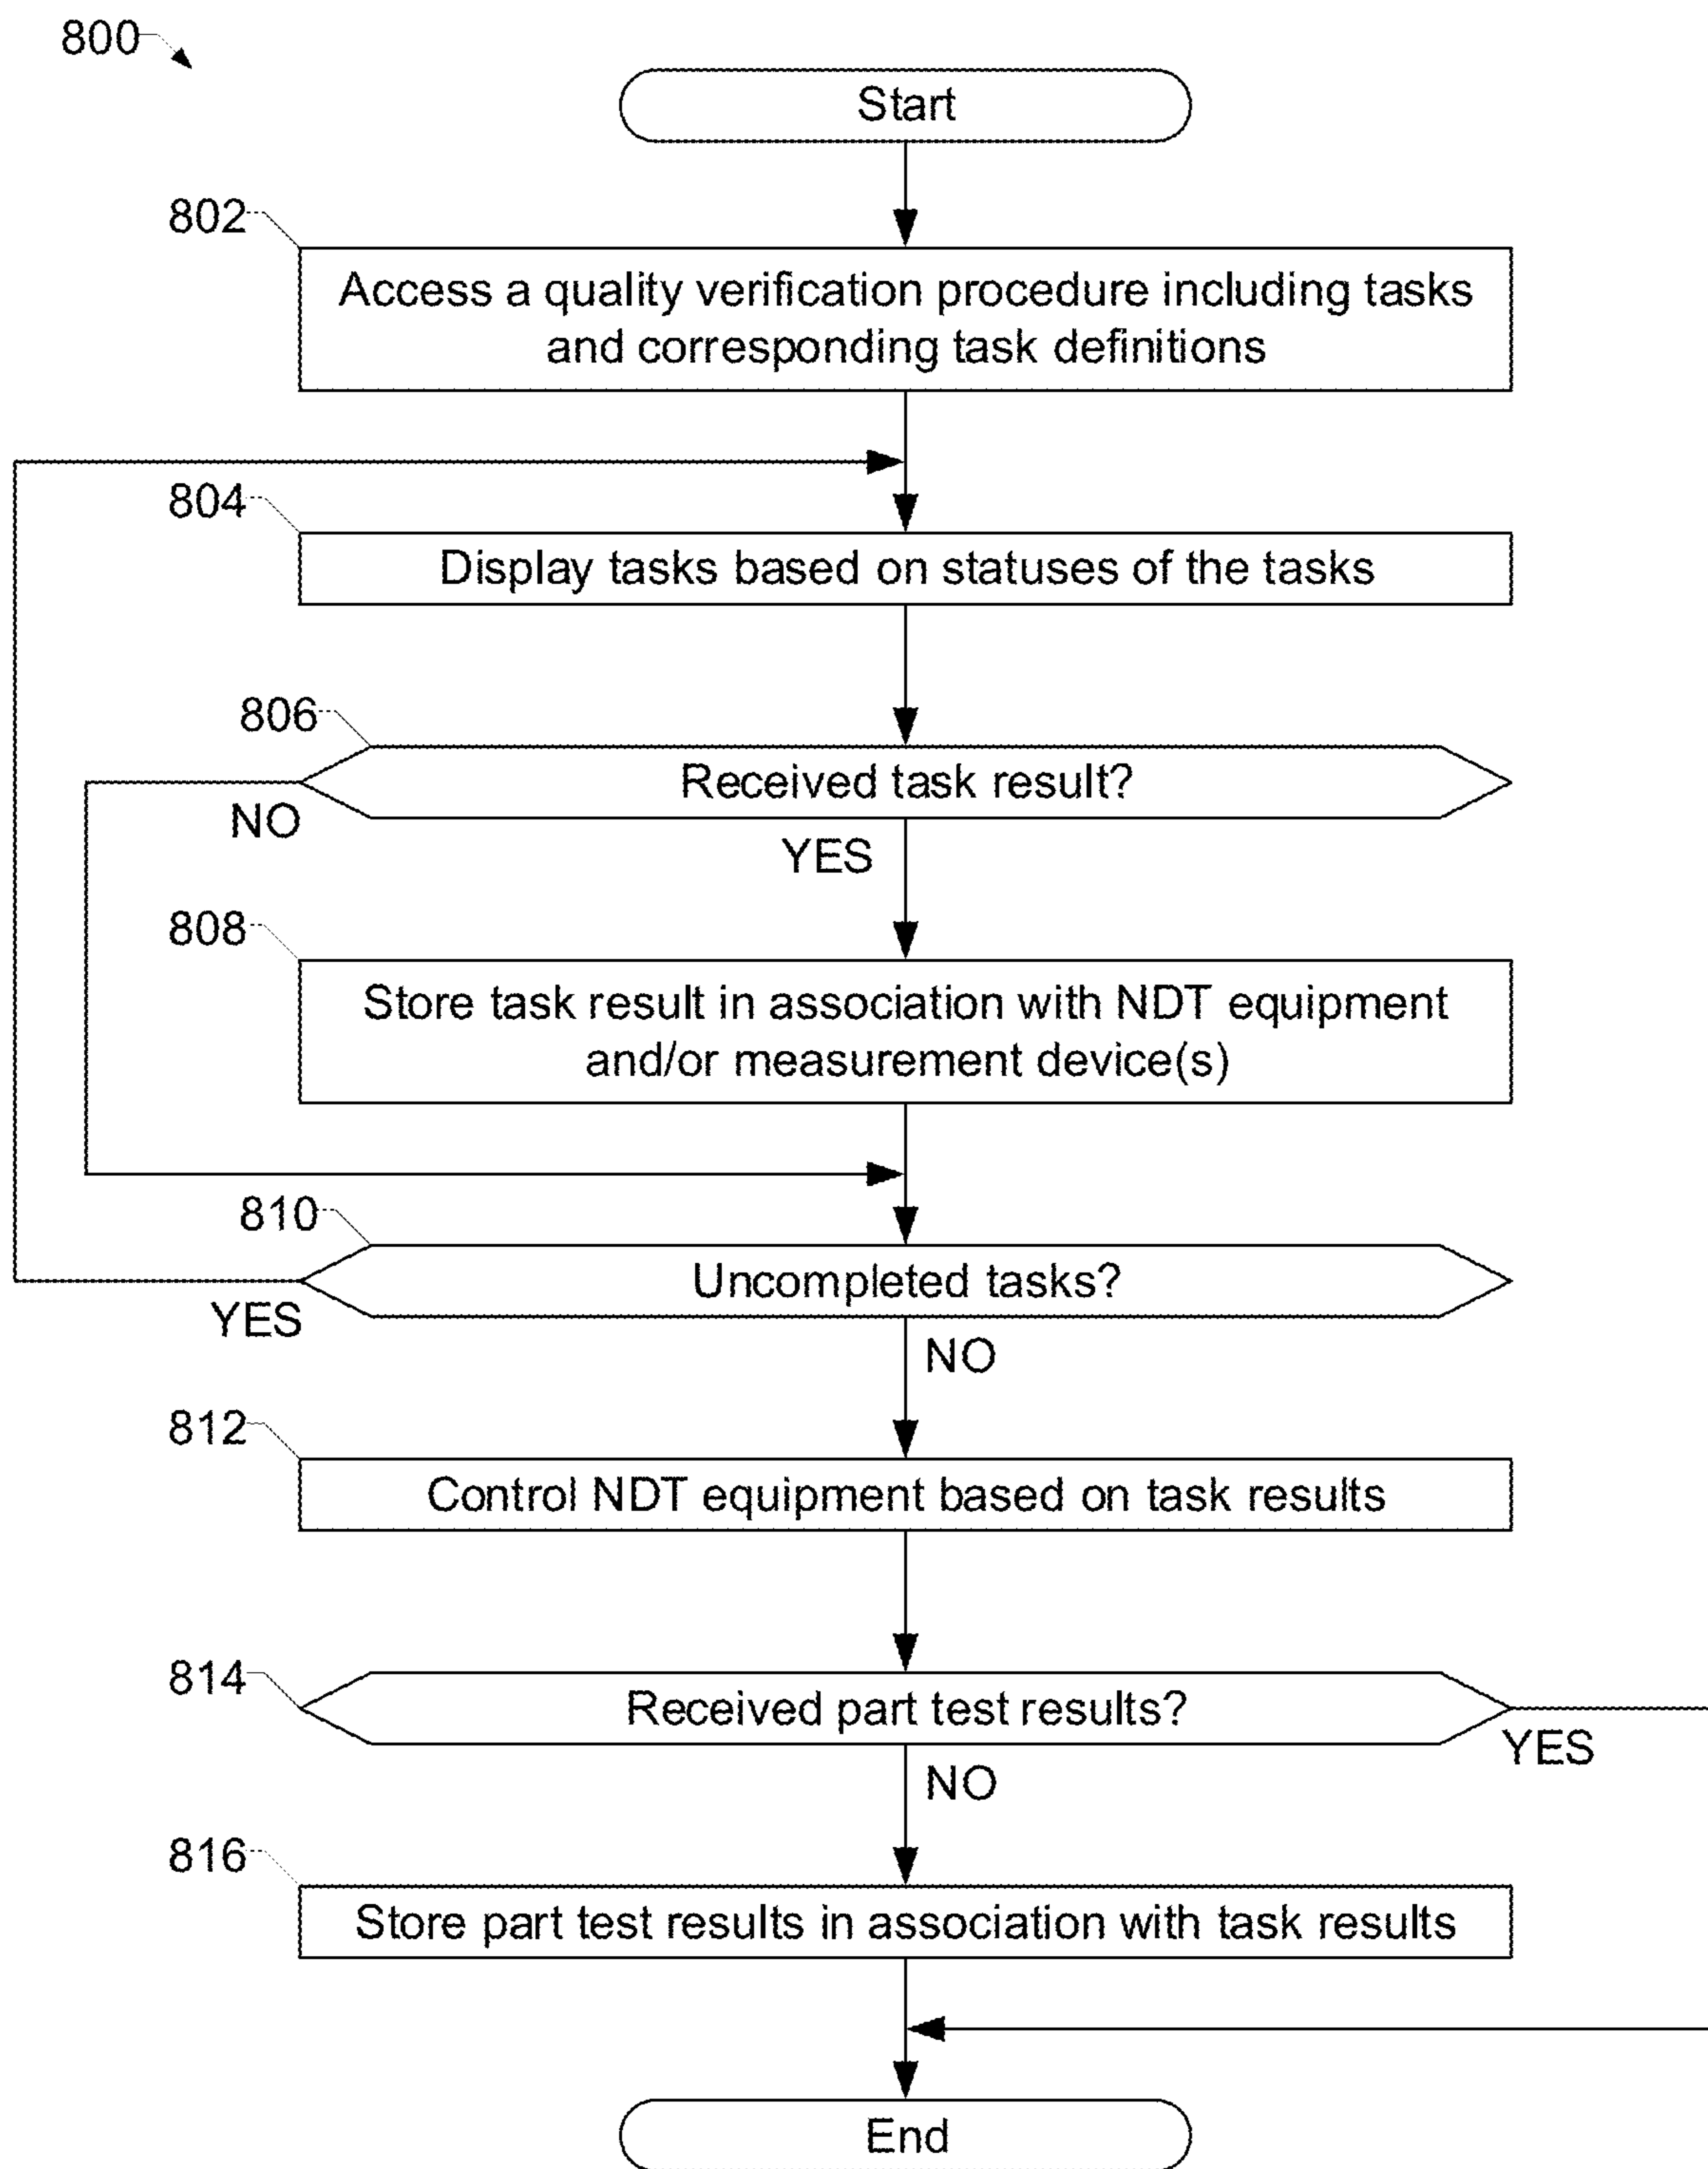 800
Start
802
Access a quality verification procedure including tasks
and corresponding task definitions
804
Display tasks based on statuses of the tasks
806
Received task result?
NO
YES
808
Store task result in association with NDT equipment
and/or measurement device(s)
810
Uncompleted tasks?
YES
NO
812
Control NDT equipment based on task results
814
Received part test results?
YES
NO
816
Store part test results in association with task results
End